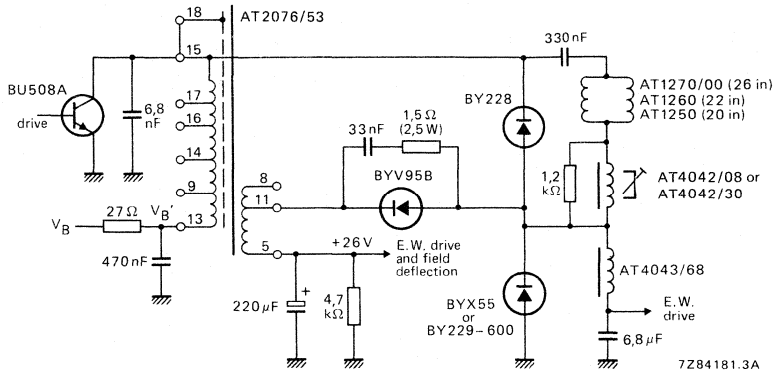 18
AT2076/53
15
330nF
BU508A
drive
6,8
nF
17
16
14
9
13
1,5Ω
(2,5W)
33nF
BY228
AT1270/00 (26 in)
AT1260 (22 in)
AT1250 (20 in)
BYV95B
8
11
5
1,2
kΩ
AT4042/08 or
AT4042/30
VB
27Ω
VB'
470nF
+26V
E.W. drive
and field
deflection
+
220μF
4,7
kΩ
BYX55
or
BY229-600
AT4043/68
E.W.
drive
6,8μF
7Z84181.3A